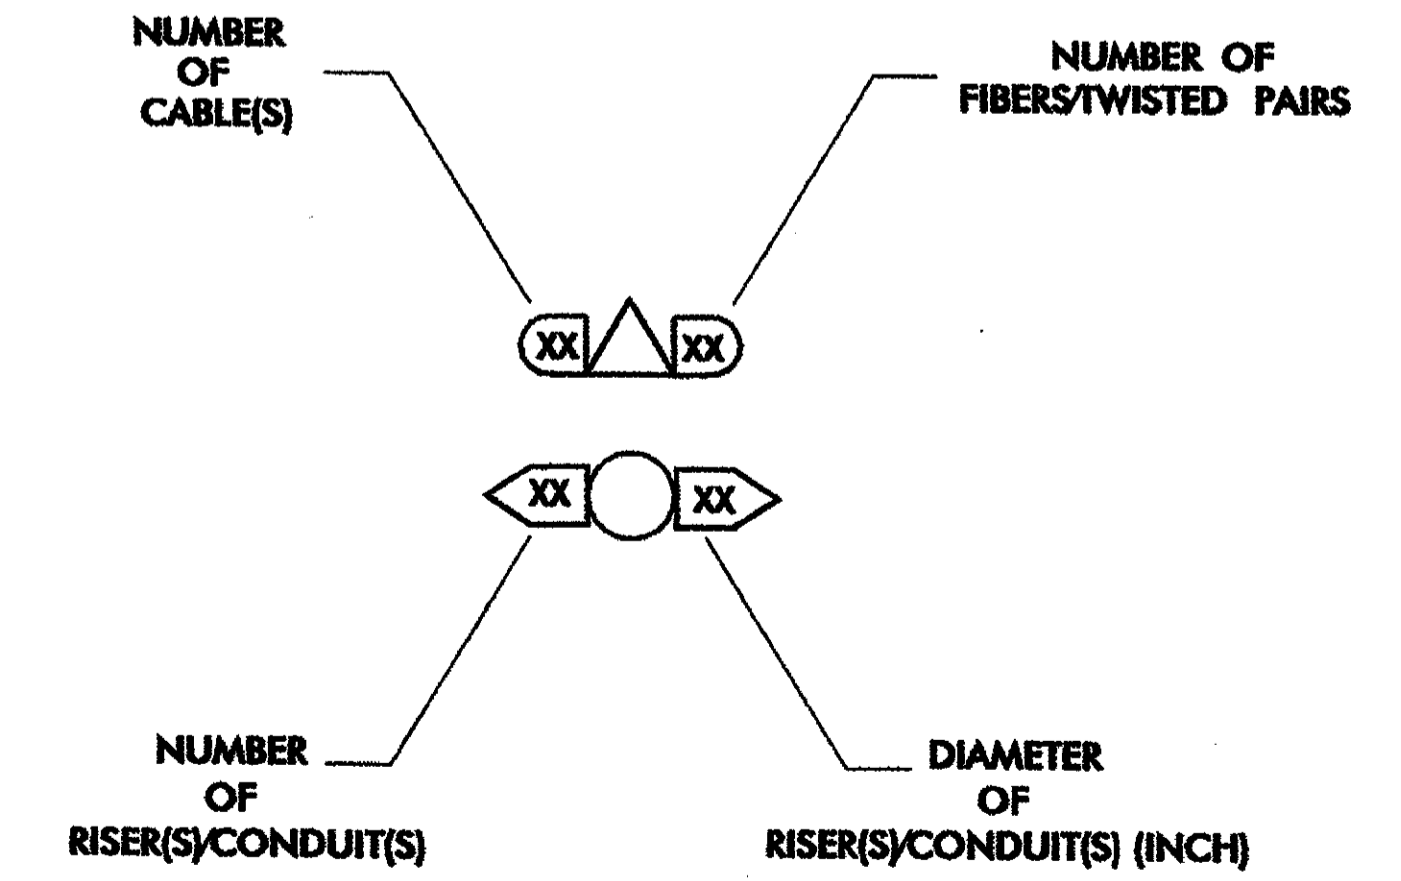 NUMBER
OF
CABLE(S)
NUMBER OF
FIBERS/TWISTED PAIRS
XX
XX
XX
XX
NUMBER
OF
RISER(S)/CONDUIT(S)
DIAMETER
OF
RISER(S)/CONDUIT(S) (INCH)